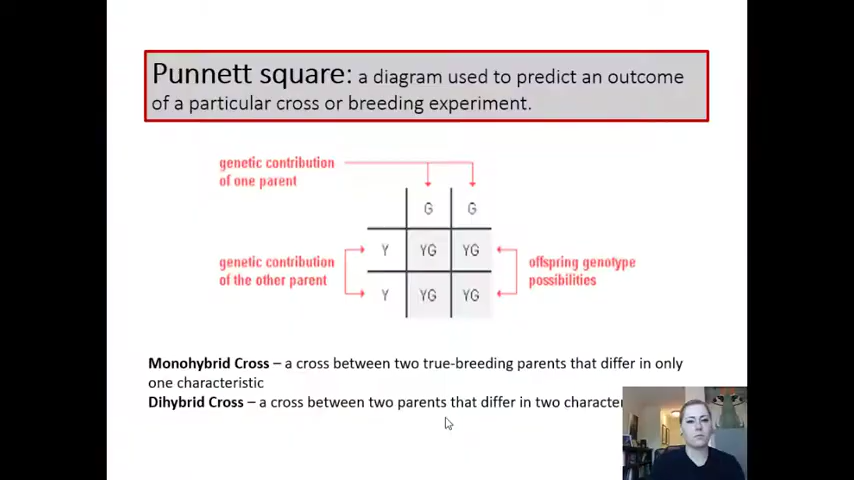 Punnett square: a diagram used to predict an outcome
of a particular cross or breeding experiment.
genetic contribution
of one parent
G G
Y YG YG
genetic contribution
of the other parent
offspring genotype
possibilities
Y YG YG
Monohybrid Cross – a cross between two true-breeding parents that differ in only
one characteristic
Dihybrid Cross – a cross between two parents that differ in two